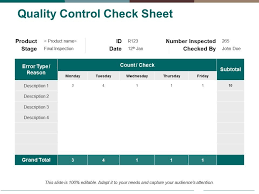 Quality Control Check Sheet
Product < Product name> ID R123 Number Inspected 365
Stage Final Inspection Date 12th Jan Checked By John Doe
Error Type / Reason Count/ Check Subtotal
Monday Tuesday Wednesday Thursday Friday
Description 1 3 4 1 1 1 10
Description 2
Description 3
Description 4
Grand Total 3 4 1 1 1
This slide is 100% editable. Adapt it to your needs and capture your audience's attention.